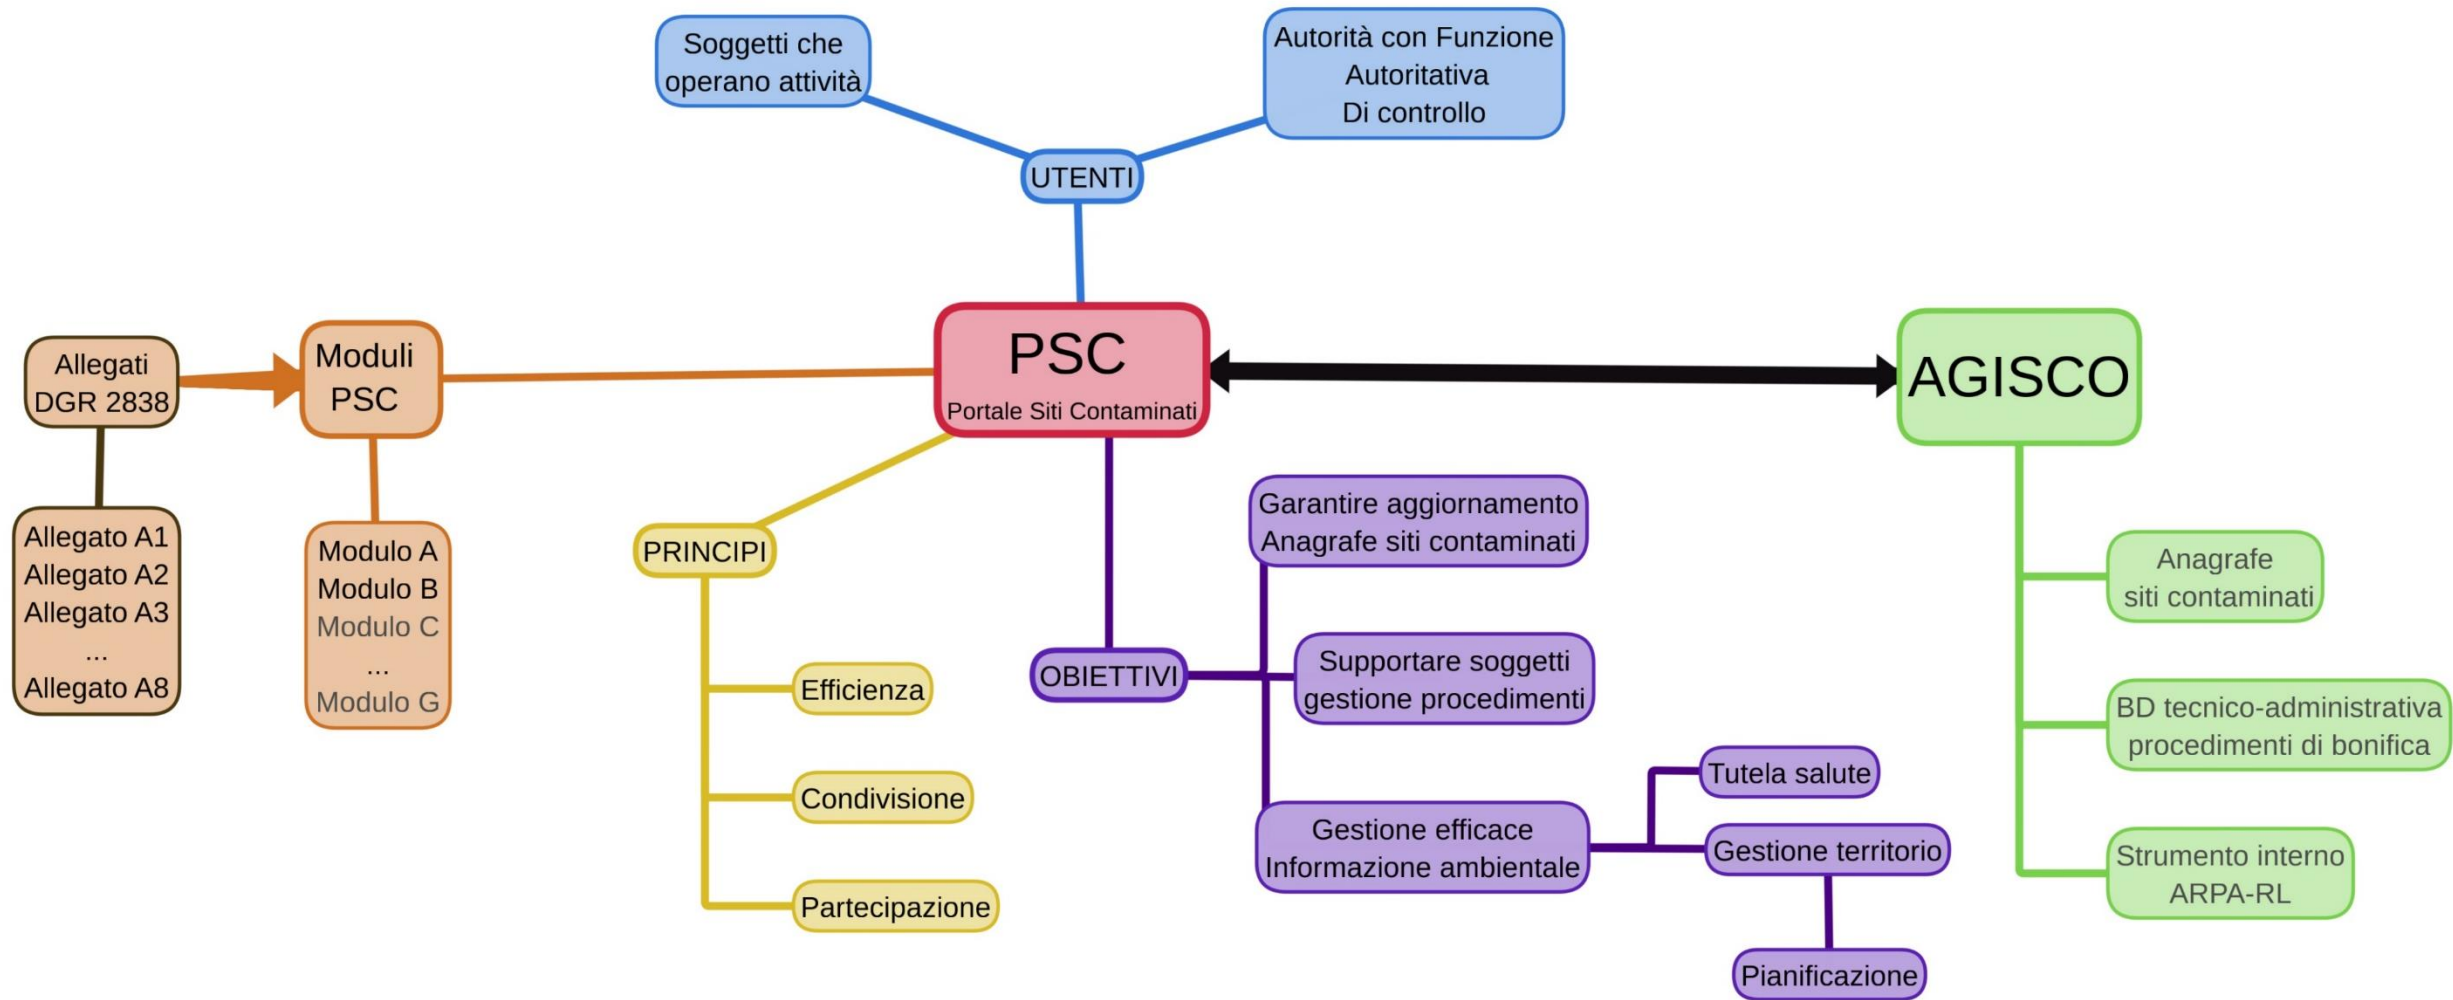 Soggetti che
operano attività
Autorità con Funzione
Autoritativa
Di controllo
UTENTI
Allegati
DGR 2838
Moduli
PSC
PSC
Portale Siti Contaminati
AGISCO
Allegato A1
Allegato A2
Allegato A3
...
Allegato A8
Modulo A
Modulo B
Modulo C
...
Modulo G
PRINCIPI
Efficienza
Condivisione
Partecipazione
OBIETTIVI
Garantire aggiornamento
Anagrafe siti contaminati
Supportare soggetti
gestione procedimenti
Gestione efficace
Informazione ambientale
Tutela salute
Gestione territorio
Pianificazione
Anagrafe
siti contaminati
BD tecnico-administrativa
procedimenti di bonifica
Strumento interno
ARPA-RL